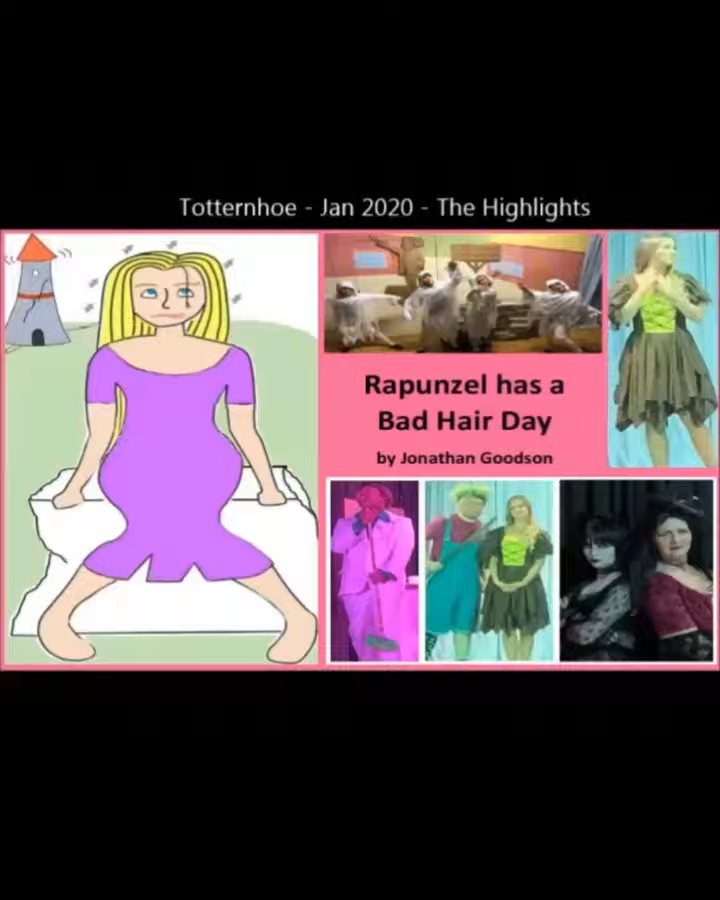 Totternhoe - Jan 2020 - The Highlights
Rapunzel has a
Bad Hair Day
by Jonathan Goodson